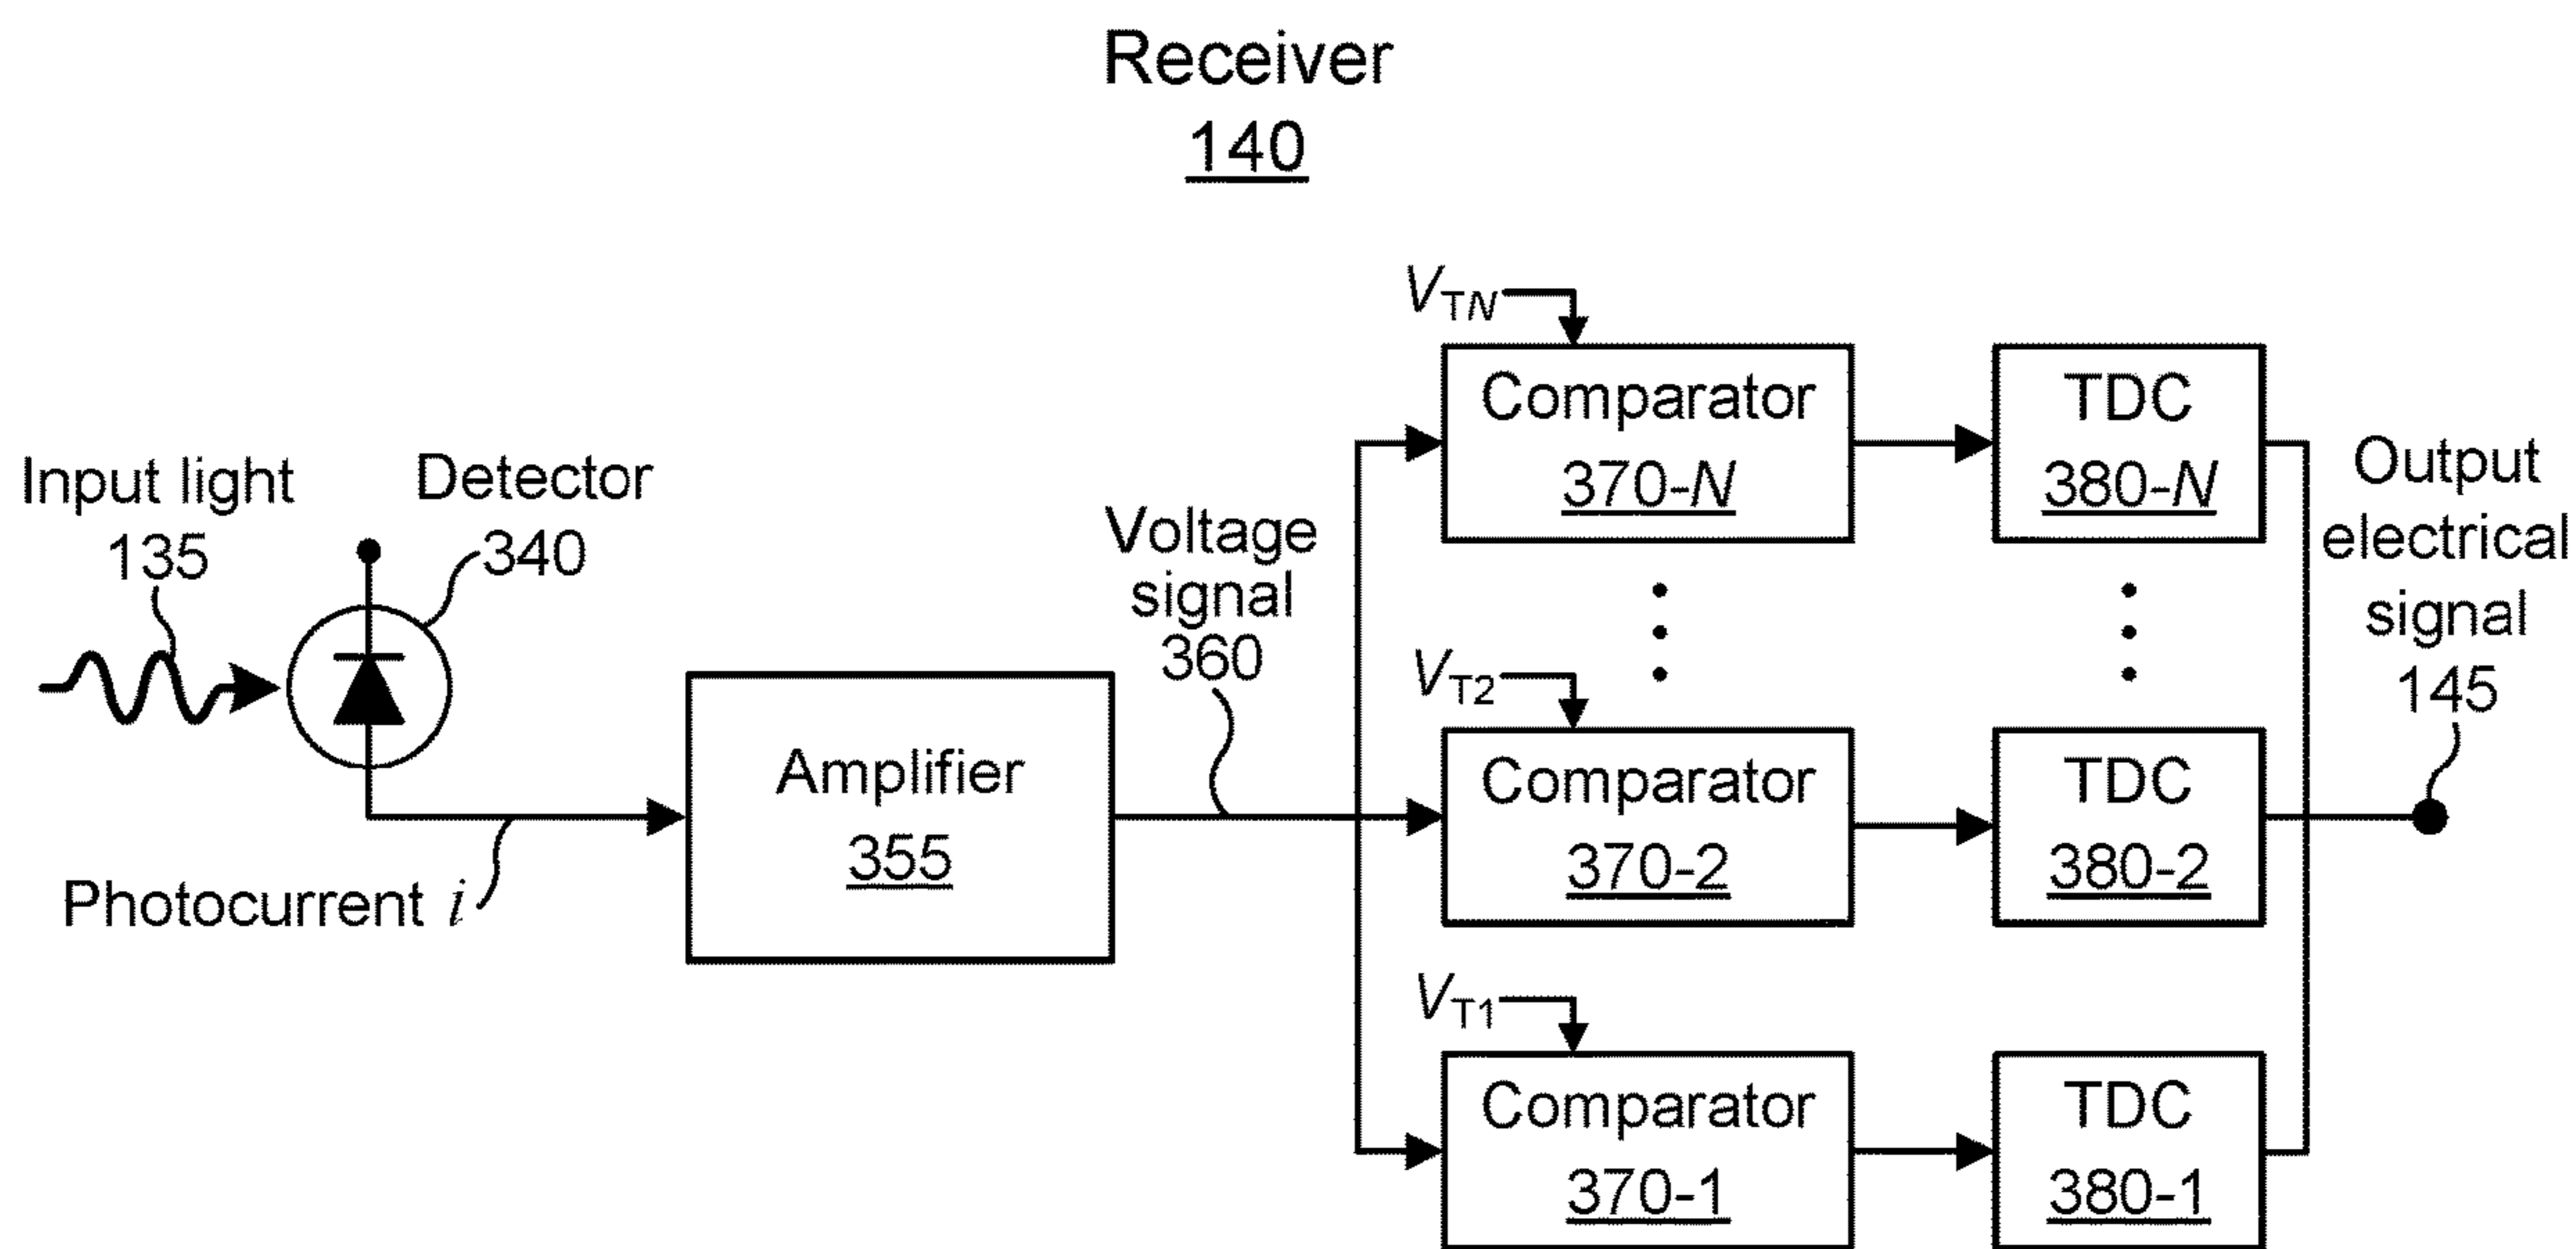 Receiver
140
Input light
135
Detector
340
Photocurrent i
Amplifier
355
Voltage
signal
360
VTN
Comparator
370-N
TDC
380-N
VT2
Comparator
370-2
TDC
380-2
VT1
Comparator
370-1
TDC
380-1
Output
electrical
signal
145